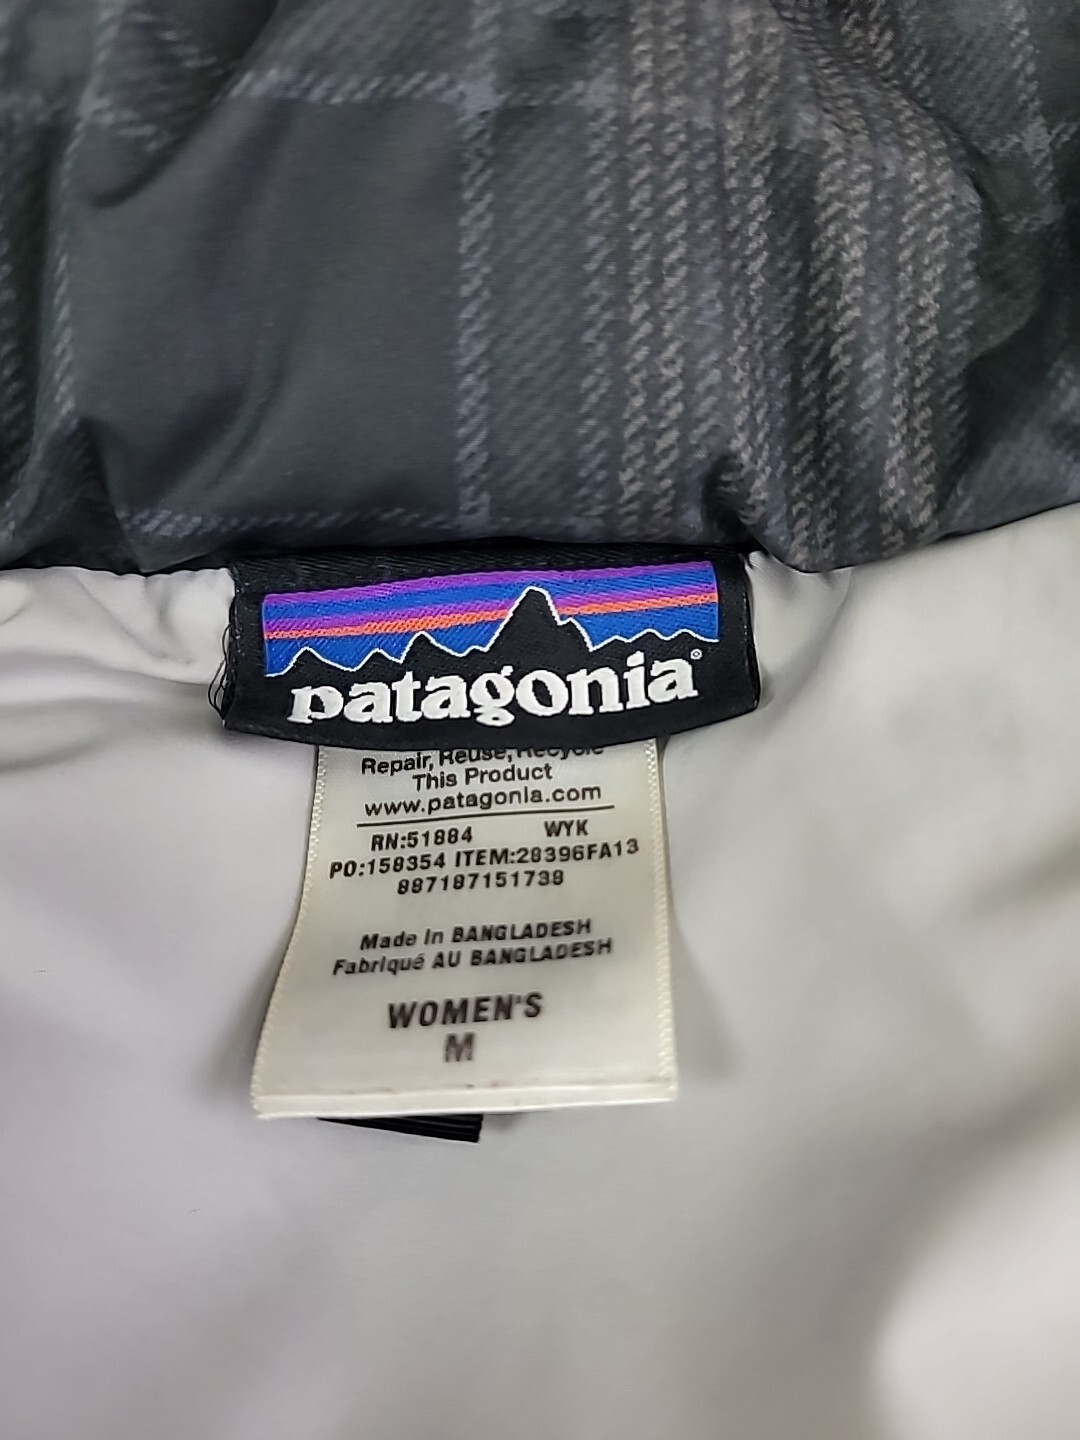 patagonia®
Repair, Reuse, Recycle
This Product
www.patagonia.com
RN:51884 WYK
PO:158354 ITEM:28396FA13
887187151738
Made in BANGLADESH
Fabriqué AU BANGLADESH
WOMEN'S
M